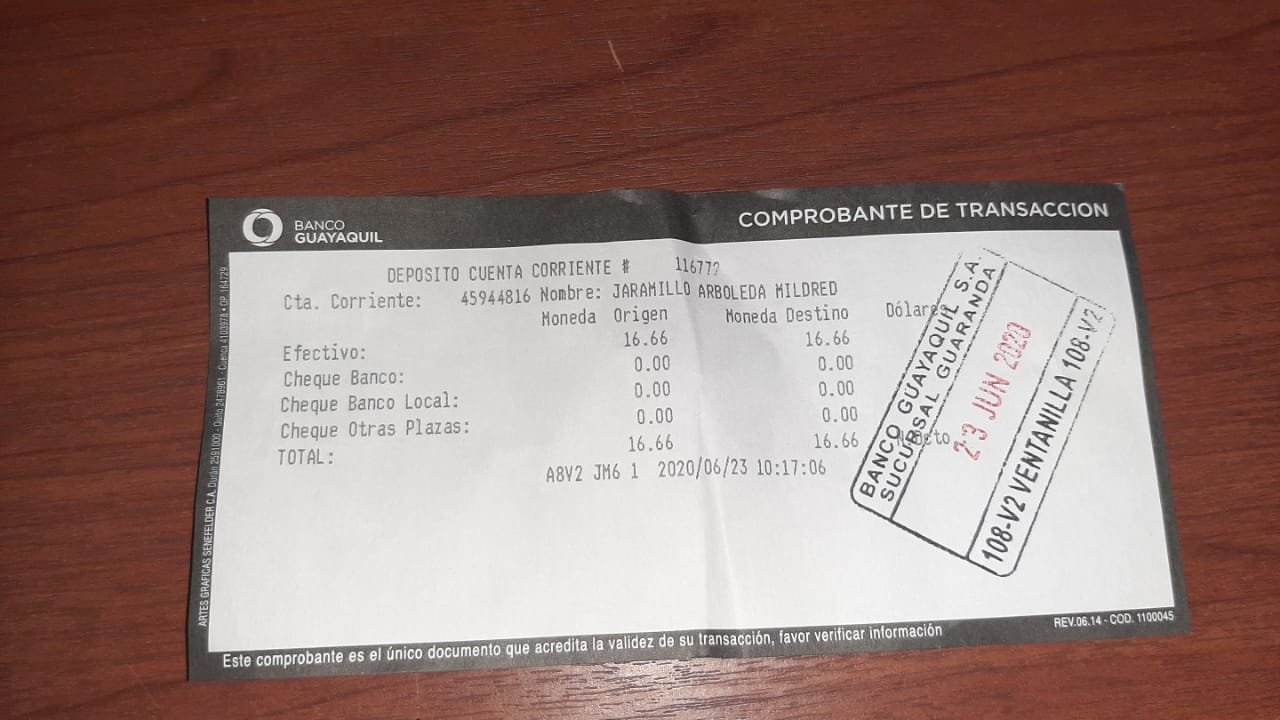 BANCO
GUAYAQUIL
COMPROBANTE DE TRANSACCION
DEPOSITO CUENTA CORRIENTE # 116772
Cta. Corriente: 45944816 Nombre: JARAMILLO ARBOLEDA MILDRED
Moneda Origen Moneda Destino Dólares
Efectivo: 16.66 16.66
Cheque Banco: 0.00 0.00
Cheque Banco Local: 0.00 0.00
Cheque Otras Plazas: 0.00 0.00
TOTAL: 16.66 16.66
A8V2 JM6 1 2020/06/23 10:17:06
BANCO GUAYAQUIL S.A.
SUCURSAL GUARANDA
23 JUN 2020
108-V2 VENTANILLA 108-V2
ARTES GRAFICAS SENEFELDER C.A. Durán 2591000 - Quito 2478961 - Cuenca 4103978 • OP. 164729
Este comprobante es el único documento que acredita la validez de su transacción, favor verificar información
REV.06.14 - COD. 1100045